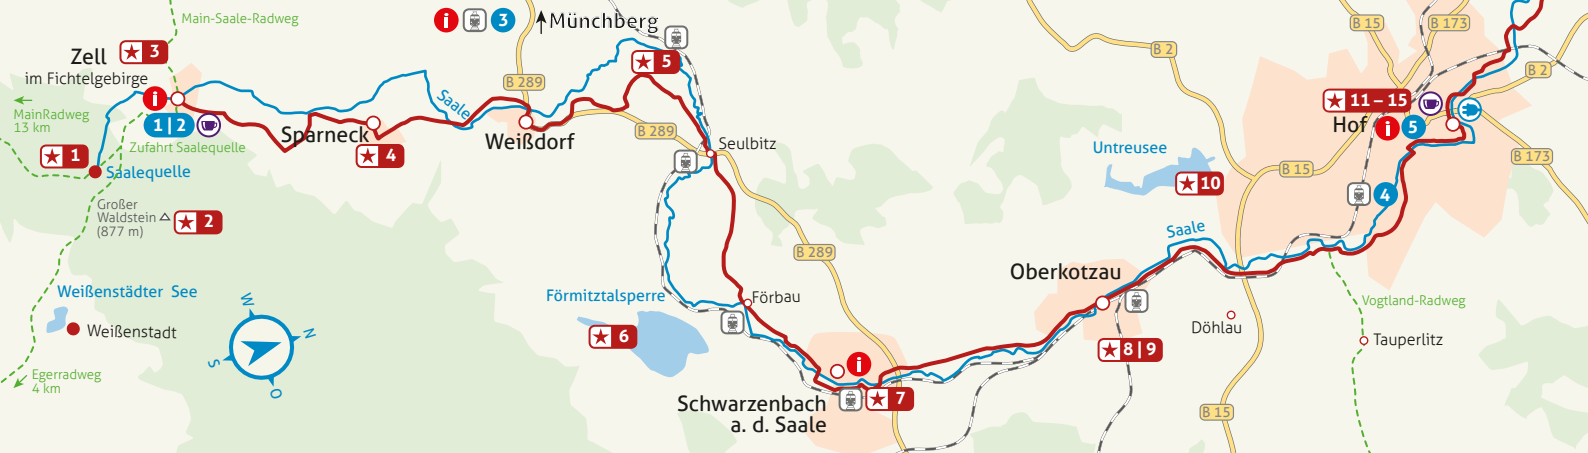 Main-Saale-Radweg
i
3
Münchberg
B 15
B 173
B 2
Zell
im Fichtelgebirge
3
5
B 289
B 2
i
MainRadweg
13 km
1|2
Saale
11–15
Hof
i
5
Sparneck
4
Weißdorf
B 289
Seulbitz
Zufahrt Saalequelle
1
Saalequelle
Untreusee
10
B 15
B 173
4
Großer
Waldstein
(877 m)
2
Saale
B 289
Oberkotzau
Weißenstädter See
Weißenstadt
W
N
S
O
Förmitztalsperre
6
Förbau
Vogtland-Radweg
Döhlau
Tauperlitz
8|9
Egerradweg
4 km
i
7
Schwarzenbach
a. d. Saale
B 15